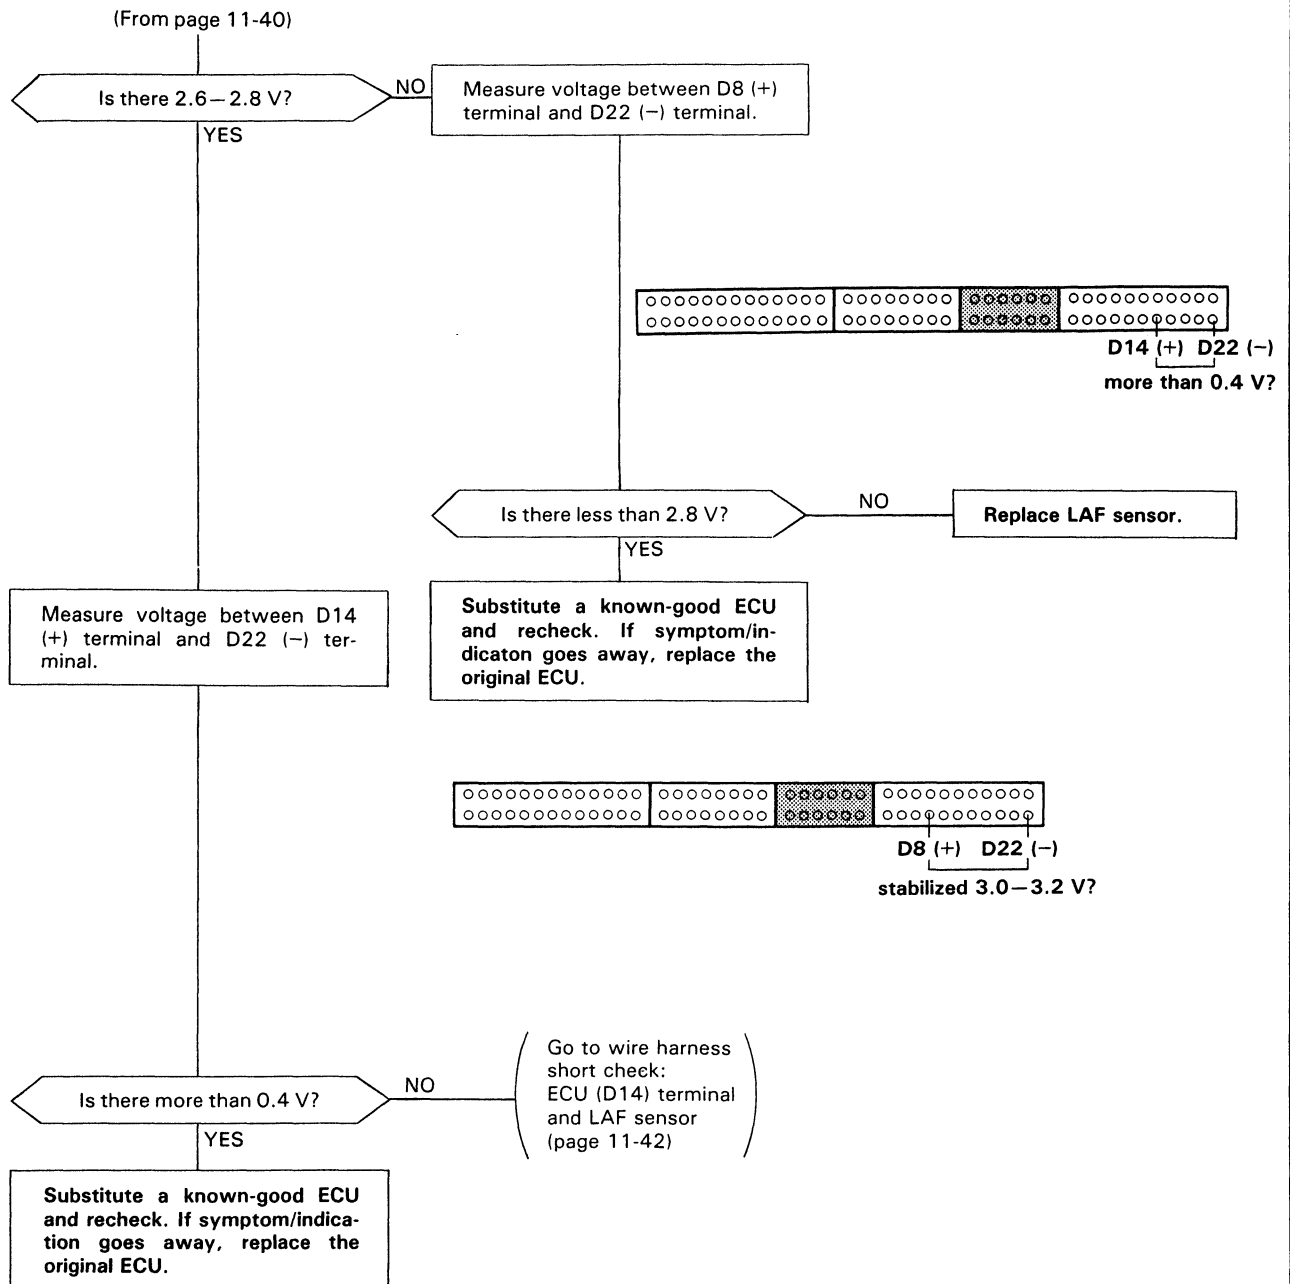 (From page 11-40)
Is there 2.6—2.8 V?
NO
YES
Measure voltage between D8 (+)
terminal and D22 (−) terminal.
D14 (+) D22 (−)
more than 0.4 V?
Is there less than 2.8 V?
NO
Replace LAF sensor.
YES
Substitute a known-good ECU
and recheck. If symptom/in-
dicaton goes away, replace the
original ECU.
Measure voltage between D14
(+) terminal and D22 (−) ter-
minal.
D8 (+) D22 (−)
stabilized 3.0—3.2 V?
Is there more than 0.4 V?
NO
Go to wire harness
short check:
ECU (D14) terminal
and LAF sensor
(page 11-42)
YES
Substitute a known-good ECU
and recheck. If symptom/indica-
tion goes away, replace the
original ECU.